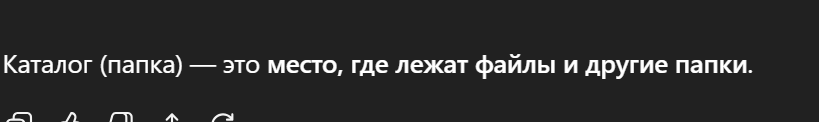 Каталог (папка) — это место, где лежат файлы и другие папки.